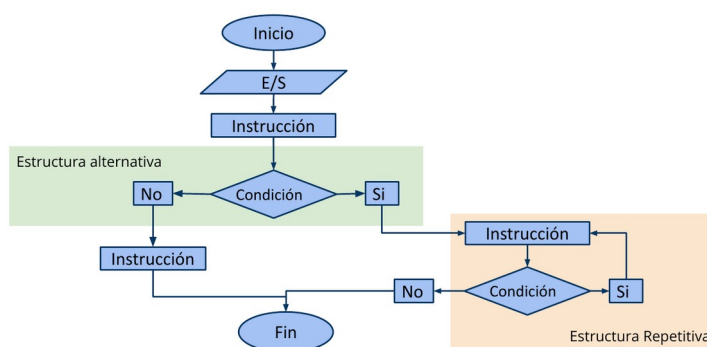 Inicio
E/S
Instrucción
Estructura alternativa
No
Condición
Si
Instrucción
Instrucción
No
Condición
Si
Fin
Estructura Repetitiva